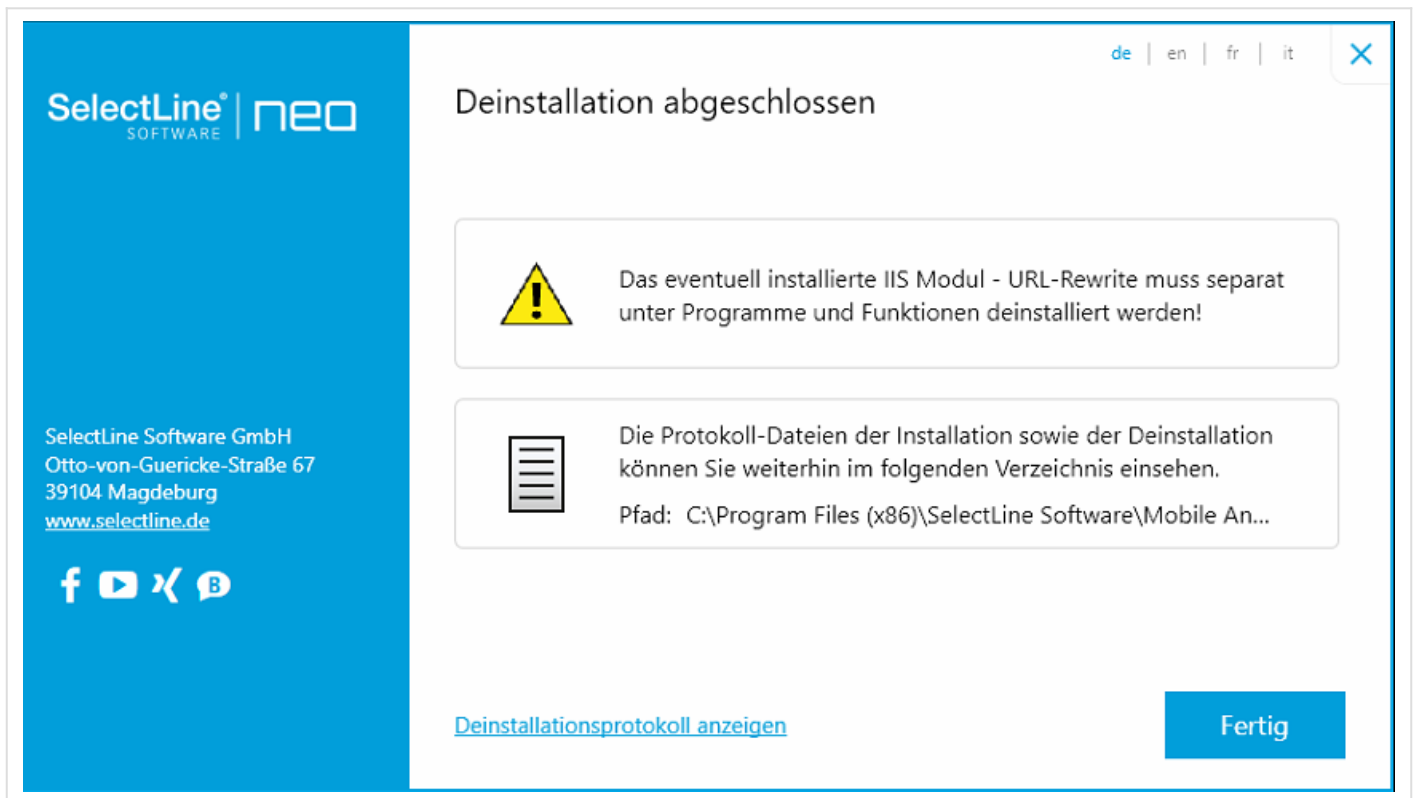 SelectLine® | neo
SOFTWARE
de | en | fr | it
Deinstallation abgeschlossen
Das eventuell installierte IIS Modul - URL-Rewrite muss separat
unter Programme und Funktionen deinstalliert werden!
Die Protokoll-Dateien der Installation sowie der Deinstallation
können Sie weiterhin im folgenden Verzeichnis einsehen.
Pfad: C:\Program Files (x86)\SelectLine Software\Mobile An...
SelectLine Software GmbH
Otto-von-Guericke-Straße 67
39104 Magdeburg
www.selectline.de
Deinstallationsprotokoll anzeigen
Fertig